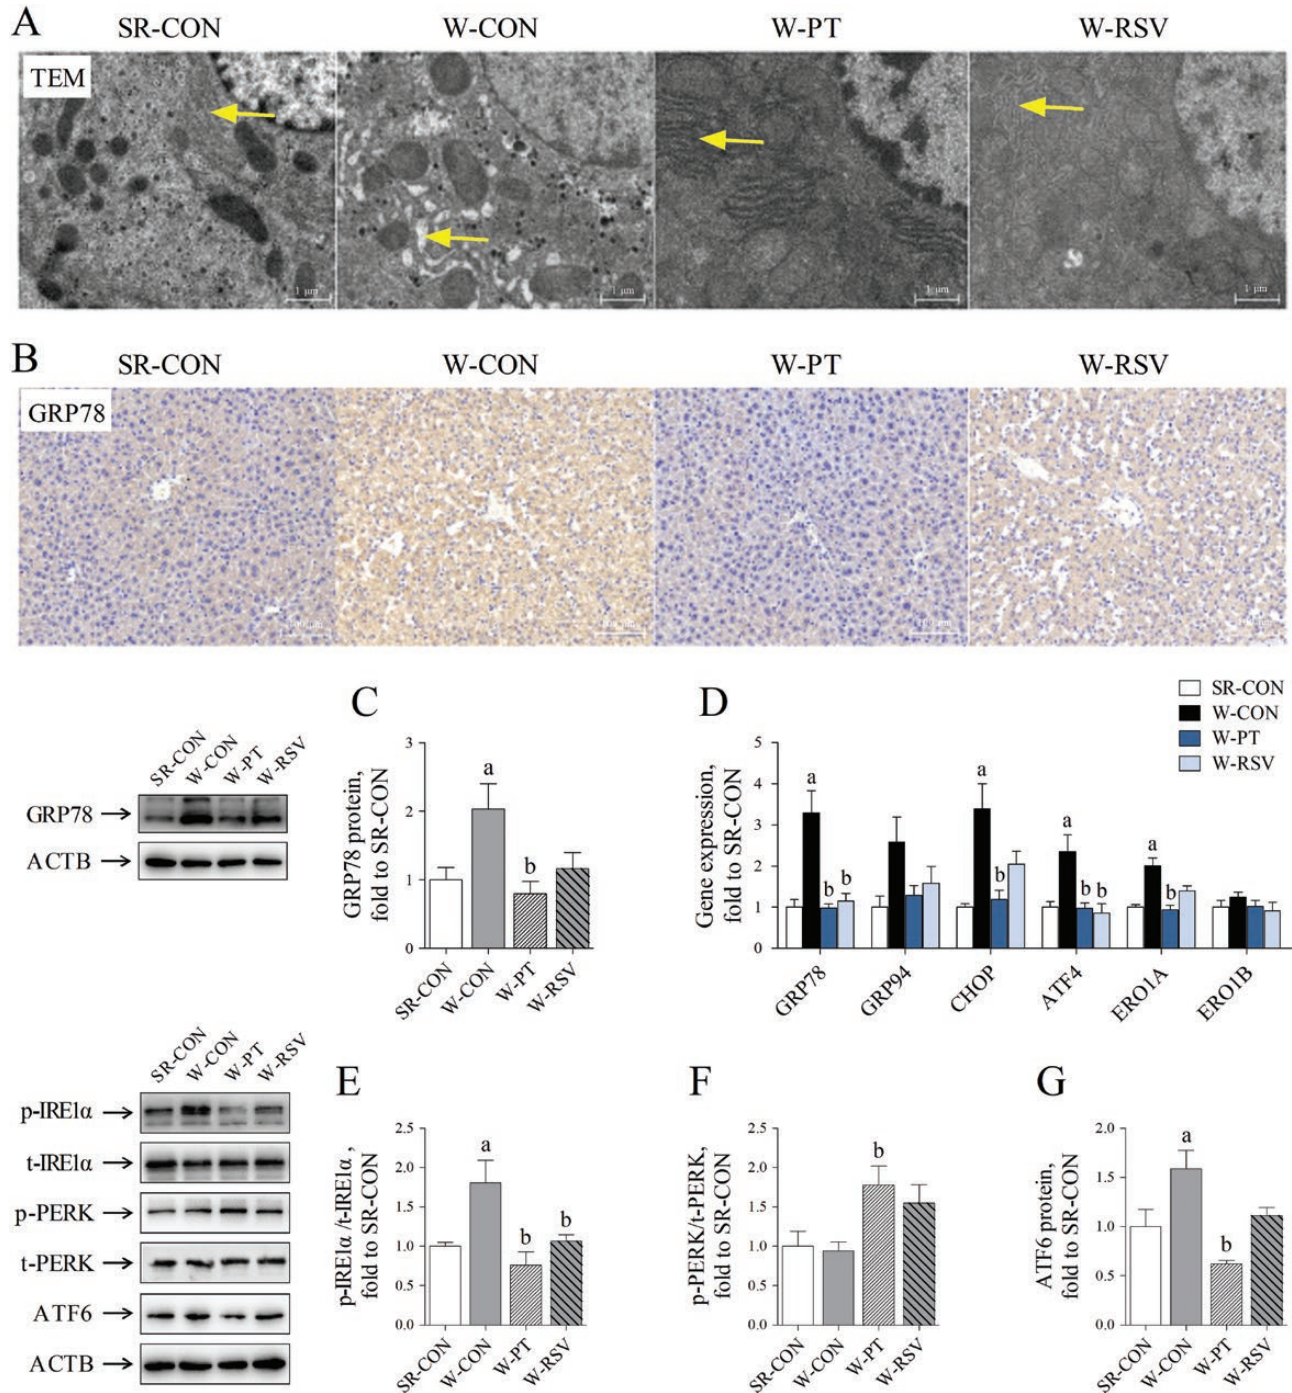 A
SR-CON W-CON W-PT W-RSV
TEM
1 μm 1 μm 1 μm 1 μm
B
SR-CON W-CON W-PT W-RSV
GRP78
SR-CON W-CON W-PT W-RSV
GRP78
ACTB
C
GRP78 protein,
fold to SR-CON
3
2
1
0
a
b
SR-CON W-CON W-PT W-RSV
D
SR-CON
W-CON
W-PT
W-RSV
Gene expression,
fold to SR-CON
5
4
3
2
1
0
a b b
a b
a b b
a b
GRP78 GRP94 CHOP ATF4 ERO1A ERO1B
SR-CON W-CON W-PT W-RSV
p-IRE1α
t-IRE1α
p-PERK
t-PERK
ATF6
ACTB
E
p-IRE1α/t-IRE1α,
fold to SR-CON
2.5
2.0
1.5
1.0
0.5
0.0
a
b
b
SR-CON W-CON W-PT W-RSV
F
p-PERK/t-PERK,
fold to SR-CON
2.5
2.0
1.5
1.0
0.5
0.0
b
SR-CON W-CON W-PT W-RSV
G
ATF6 protein,
fold to SR-CON
2.0
1.5
1.0
0.5
0.0
a
b
SR-CON W-CON W-PT W-RSV